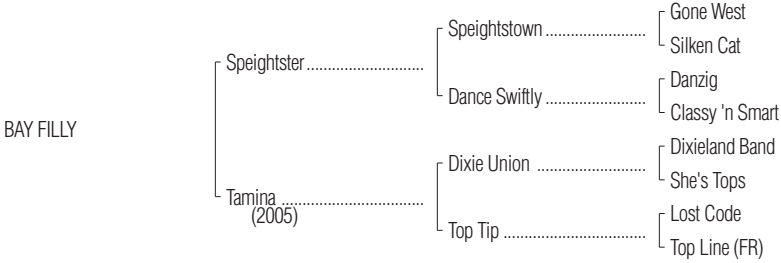 Gone West
Speightstown
Silken Cat
Speightster
Danzig
Dance Swiftly
Classy 'n Smart
BAY FILLY
Dixieland Band
Dixie Union
She's Tops
Tamina
(2005)
Lost Code
Top Tip
Top Line (FR)